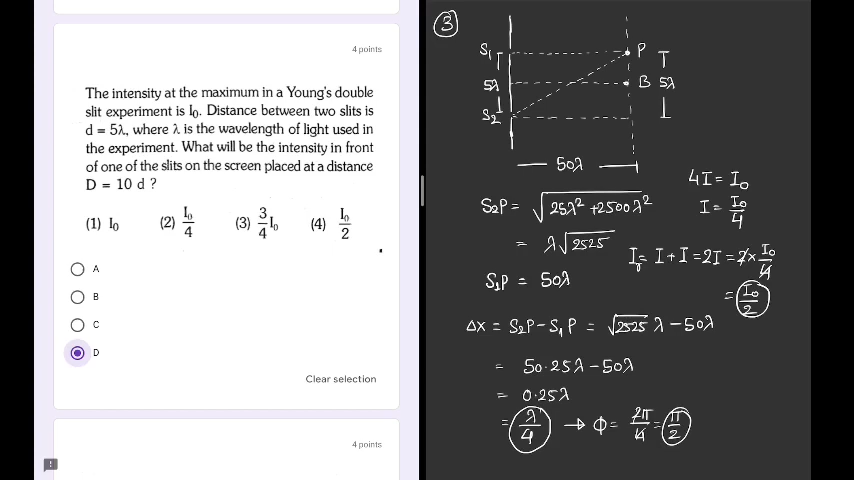 4 points
The intensity at the maximum in a Young's double
slit experiment is I₀. Distance between two slits is
d = 5λ, where λ is the wavelength of light used in
the experiment. What will be the intensity in front
of one of the slits on the screen placed at a distance
D = 10 d ?
(1) I₀ (2) I₀/4 (3) 3/4 I₀ (4) I₀/2
A
B
C
D
Clear selection
4 points
3
S₁ P
5λ B 5λ
S₂
50λ
4I = I₀
I = I₀/4
S₂P = √(25λ² + 2500λ²)
= λ√2525
Iᵣ = I + I = 2I = 2 × I₀/4
= I₀/2
S₁P = 50λ
Δx = S₂P − S₁P = √2525 λ − 50λ
= 50.25λ − 50λ
= 0.25λ
= λ/4 → Φ = 2π/4 = π/2